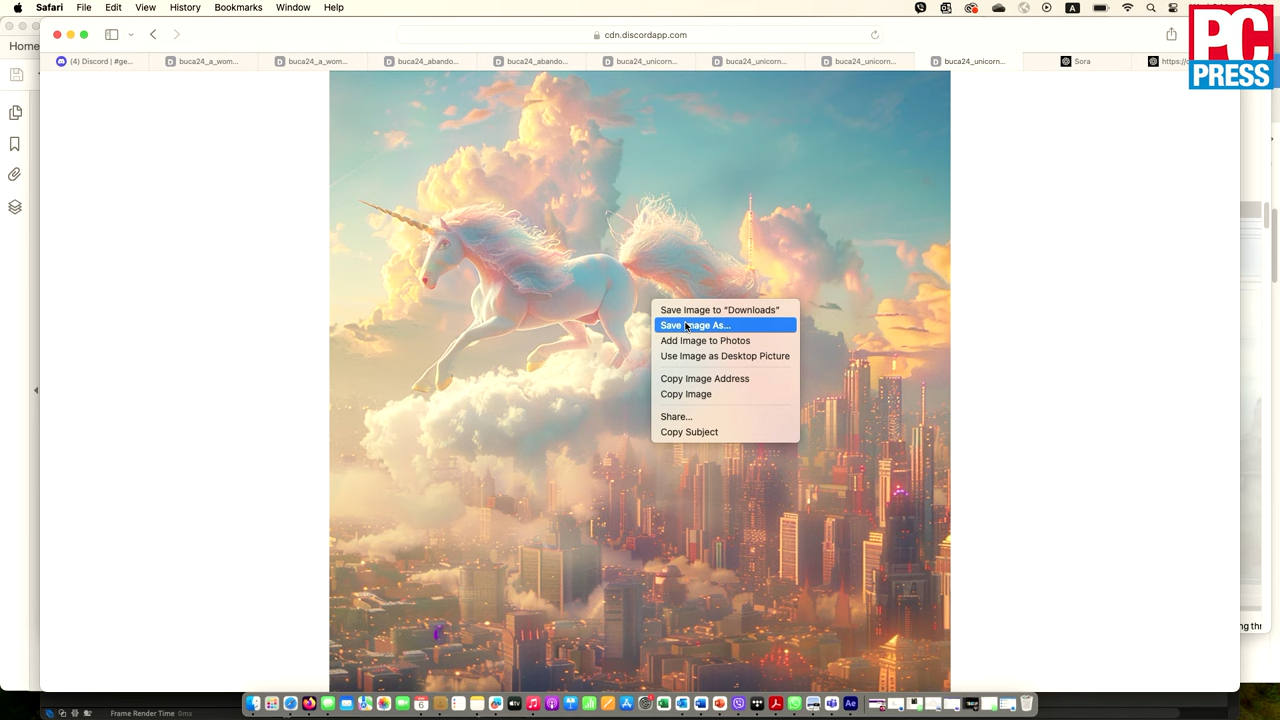 Safari File Edit View History Bookmarks Window Help
A
PC
PRESS
Home
cdn.discordapp.com
(4) Discord | #ge...
buca24_a_wom...
buca24_a_wom...
buca24_abando...
buca24_abando...
buca24_unicorn...
buca24_unicorn...
buca24_unicorn...
buca24_unicorn...
Sora
Save Image to “Downloads”
Save Image As...
Add Image to Photos
Use Image as Desktop Picture
Copy Image Address
Copy Image
Share...
Copy Subject
Frame Render Time 0ms